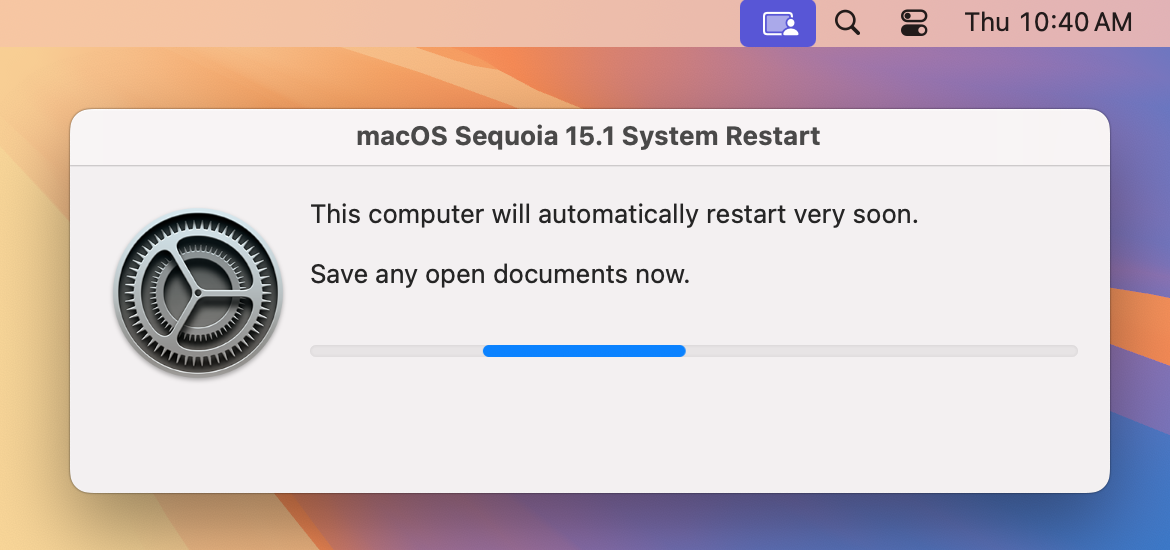 Thu 10:40 AM
macOS Sequoia 15.1 System Restart
This computer will automatically restart very soon.
Save any open documents now.